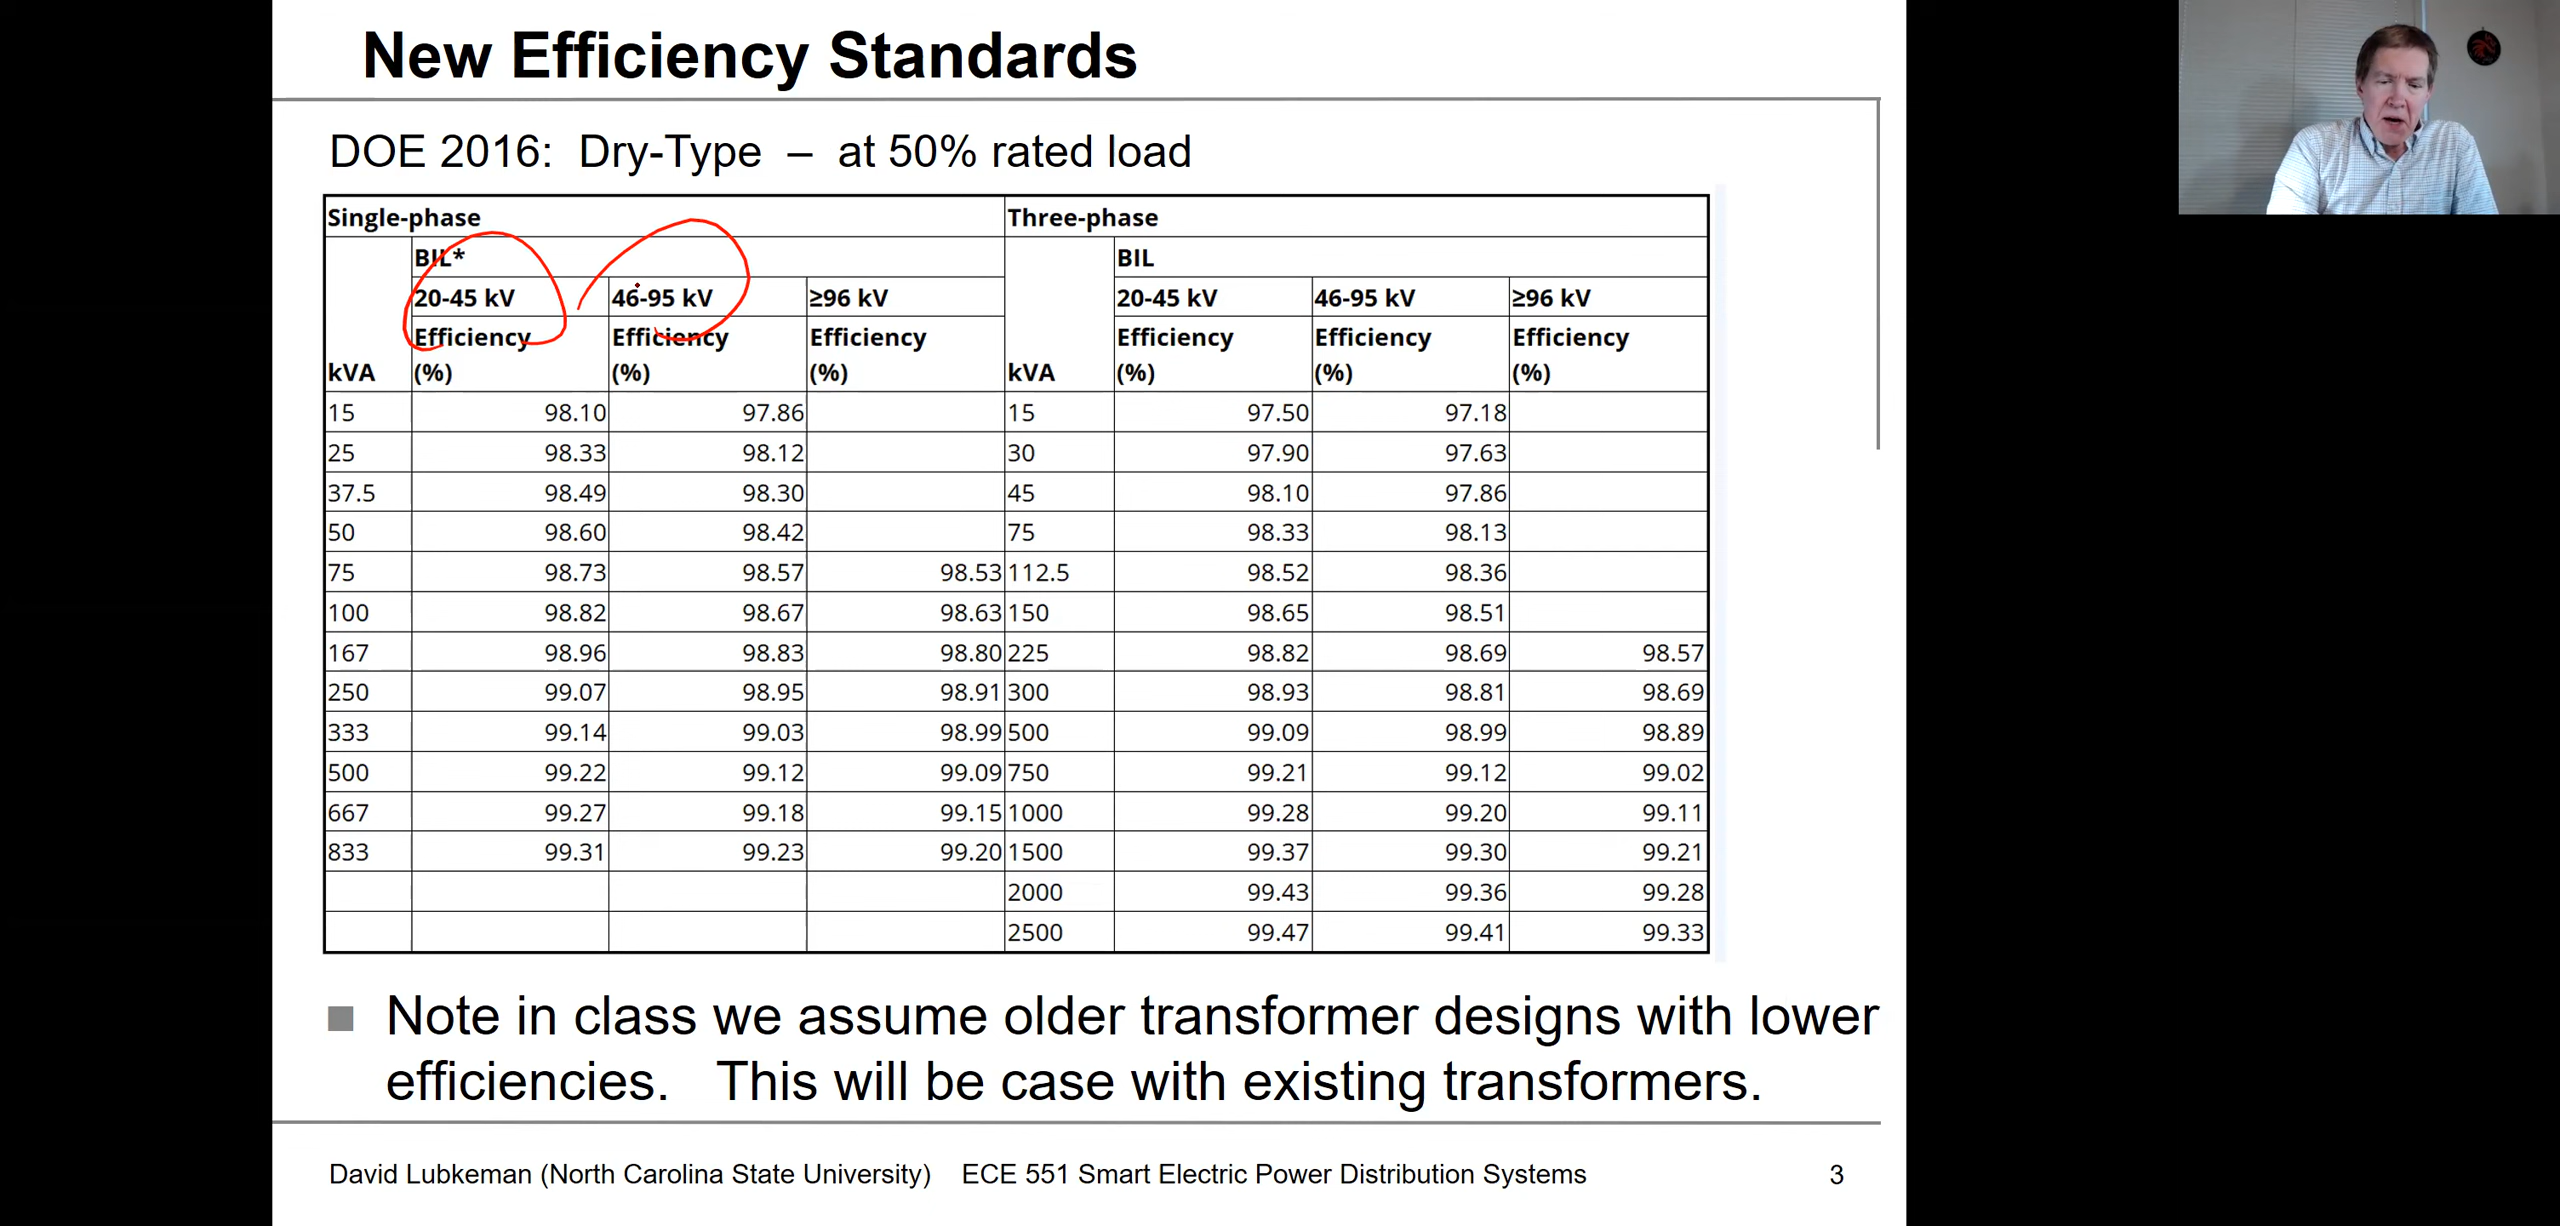 New Efficiency Standards
DOE 2016: Dry-Type – at 50% rated load
Single-phase Three-phase
BIL* BIL
20-45 kV 46-95 kV ≥96 kV 20-45 kV 46-95 kV ≥96 kV
Efficiency Efficiency Efficiency Efficiency Efficiency Efficiency
kVA (%) (%) (%) kVA (%) (%) (%)
15 98.10 97.86 15 97.50 97.18
25 98.33 98.12 30 97.90 97.63
37.5 98.49 98.30 45 98.10 97.86
50 98.60 98.42 75 98.33 98.13
75 98.73 98.57 98.53 112.5 98.52 98.36
100 98.82 98.67 98.63 150 98.65 98.51
167 98.96 98.83 98.80 225 98.82 98.69 98.57
250 99.07 98.95 98.91 300 98.93 98.81 98.69
333 99.14 99.03 98.99 500 99.09 98.99 98.89
500 99.22 99.12 99.09 750 99.21 99.12 99.02
667 99.27 99.18 99.15 1000 99.28 99.20 99.11
833 99.31 99.23 99.20 1500 99.37 99.30 99.21
2000 99.43 99.36 99.28
2500 99.47 99.41 99.33
Note in class we assume older transformer designs with lower
efficiencies. This will be case with existing transformers.
David Lubkeman (North Carolina State University) ECE 551 Smart Electric Power Distribution Systems 3